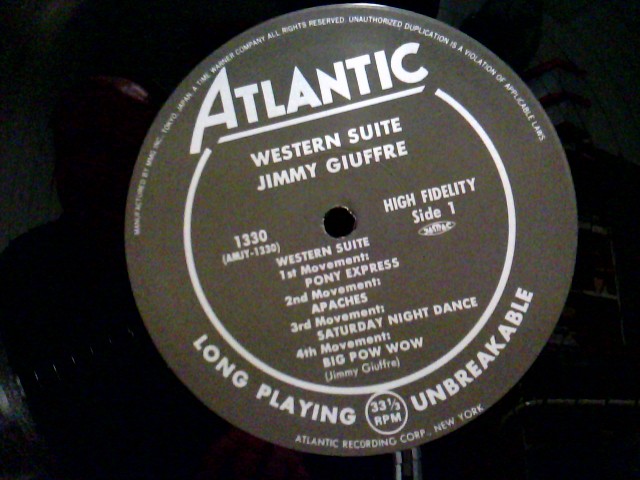 MANUFACTURED BY MMG INC. TOKYO, JAPAN, A TIME WARNER COMPANY ALL RIGHTS RESERVED. UNAUTHORIZED DUPLICATION IS A VIOLATION OF APPLICABLE LAWS.
ATLANTIC
WESTERN SUITE
JIMMY GIUFFRE
HIGH FIDELITY
Side 1
1330
(AMJY-1330)
WESTERN SUITE
1st Movement:
PONY EXPRESS
2nd Movement:
APACHES
3rd Movement:
SATURDAY NIGHT DANCE
4th Movement:
BIG POW WOW
(Jimmy Giuffre)
LONG PLAYING 33⅓ RPM UNBREAKABLE
ATLANTIC RECORDING CORP., NEW YORK